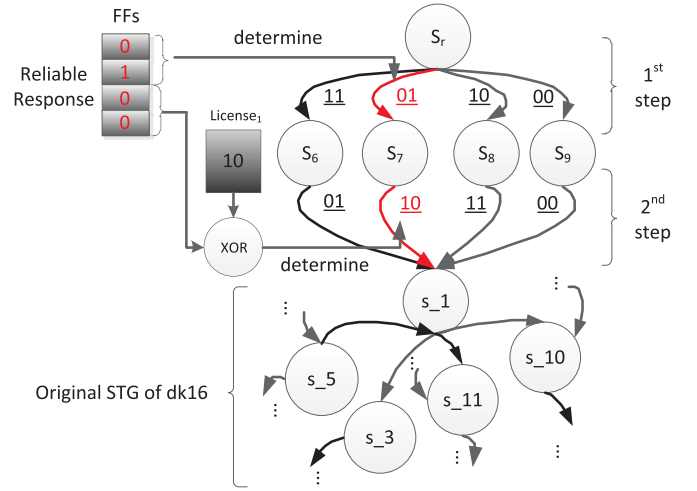 FFs
0
1
0
0
Reliable
Response
determine
S_r
1st
step
11
01
10
00
License1
10
S6
S7
S8
S9
01
10
11
00
2nd
step
XOR
determine
s_1
...
...
s_5
s_10
...
s_11
...
s_3
...
...
...
...
Original STG of dk16